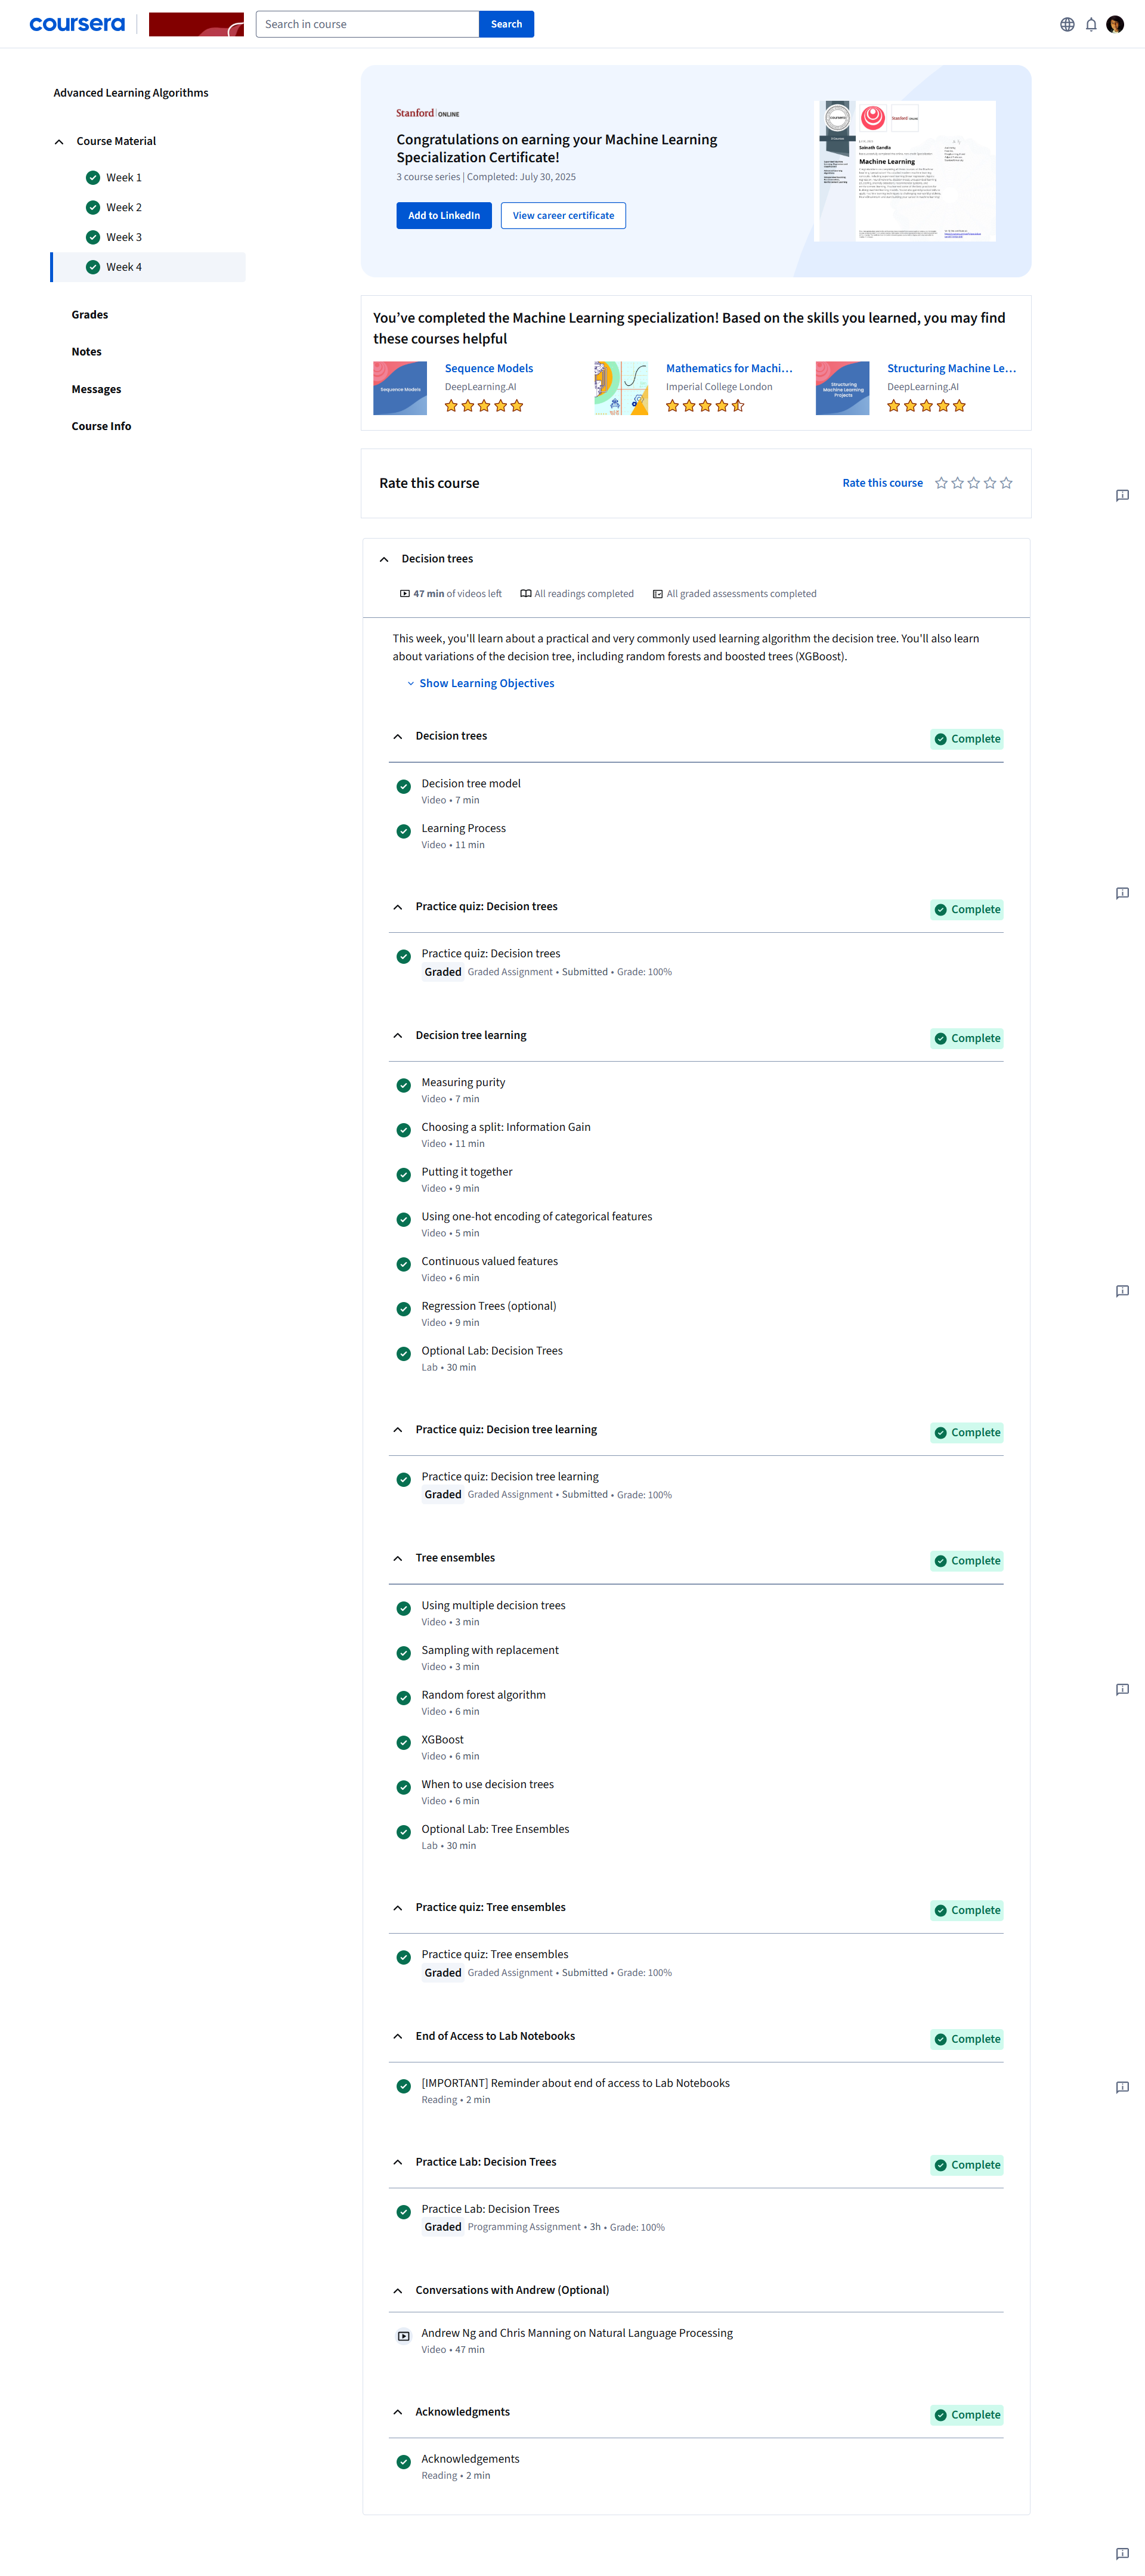 coursera
Search in course
Search
Advanced Learning Algorithms
Course Material
Week 1
Week 2
Week 3
Week 4
Grades
Notes
Messages
Course Info
Stanford | ONLINE
Congratulations on earning your Machine Learning
Specialization Certificate!
3 course series | Completed: July 30, 2025
Add to LinkedIn
View career certificate
Sainath Gandla
Machine Learning
You’ve completed the Machine Learning specialization! Based on the skills you learned, you may find
these courses helpful
Sequence Models
Sequence Models
DeepLearning.AI
Mathematics for Machi...
Imperial College London
Structuring
Machine Learning
Projects
Structuring Machine Le...
DeepLearning.AI
Rate this course
Rate this course
Decision trees
47 min of videos left
All readings completed
All graded assessments completed
This week, you'll learn about a practical and very commonly used learning algorithm the decision tree. You'll also learn
about variations of the decision tree, including random forests and boosted trees (XGBoost).
Show Learning Objectives
Decision trees
Complete
Decision tree model
Video • 7 min
Learning Process
Video • 11 min
Practice quiz: Decision trees
Complete
Practice quiz: Decision trees
Graded Graded Assignment • Submitted • Grade: 100%
Decision tree learning
Complete
Measuring purity
Video • 7 min
Choosing a split: Information Gain
Video • 11 min
Putting it together
Video • 9 min
Using one-hot encoding of categorical features
Video • 5 min
Continuous valued features
Video • 6 min
Regression Trees (optional)
Video • 9 min
Optional Lab: Decision Trees
Lab • 30 min
Practice quiz: Decision tree learning
Complete
Practice quiz: Decision tree learning
Graded Graded Assignment • Submitted • Grade: 100%
Tree ensembles
Complete
Using multiple decision trees
Video • 3 min
Sampling with replacement
Video • 3 min
Random forest algorithm
Video • 6 min
XGBoost
Video • 6 min
When to use decision trees
Video • 6 min
Optional Lab: Tree Ensembles
Lab • 30 min
Practice quiz: Tree ensembles
Complete
Practice quiz: Tree ensembles
Graded Graded Assignment • Submitted • Grade: 100%
End of Access to Lab Notebooks
Complete
[IMPORTANT] Reminder about end of access to Lab Notebooks
Reading • 2 min
Practice Lab: Decision Trees
Complete
Practice Lab: Decision Trees
Graded Programming Assignment • 3h • Grade: 100%
Conversations with Andrew (Optional)
Andrew Ng and Chris Manning on Natural Language Processing
Video • 47 min
Acknowledgments
Complete
Acknowledgements
Reading • 2 min